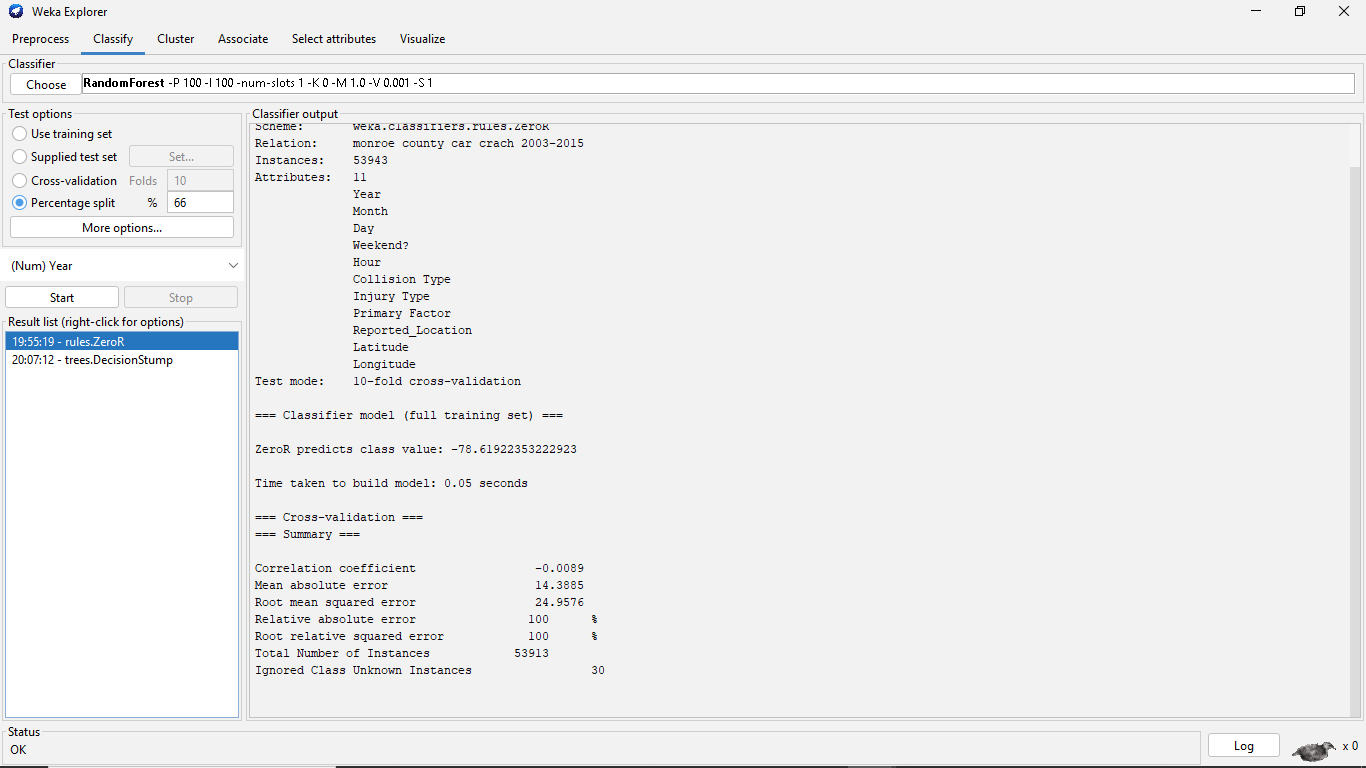 Weka Explorer
Preprocess Classify Cluster Associate Select attributes Visualize
Classifier
Choose RandomForest -P 100 -I 100 -num-slots 1 -K 0 -M 1.0 -V 0.001 -S 1
Test options
Use training set
Supplied test set Set...
Cross-validation Folds 10
Percentage split % 66
More options...
(Num) Year
Start Stop
Result list (right-click for options)
19:55:19 - rules.ZeroR
20:07:12 - trees.DecisionStump
Classifier output
Scheme: weka.classifiers.rules.ZeroR
Relation: monroe county car crach 2003-2015
Instances: 53943
Attributes: 11
Year
Month
Day
Weekend?
Hour
Collision Type
Injury Type
Primary Factor
Reported_Location
Latitude
Longitude
Test mode: 10-fold cross-validation
=== Classifier model (full training set) ===
ZeroR predicts class value: -78.61922353222923
Time taken to build model: 0.05 seconds
=== Cross-validation ===
=== Summary ===
Correlation coefficient -0.0089
Mean absolute error 14.3885
Root mean squared error 24.9576
Relative absolute error 100 %
Root relative squared error 100 %
Total Number of Instances 53913
Ignored Class Unknown Instances 30
Status
OK
Log x 0